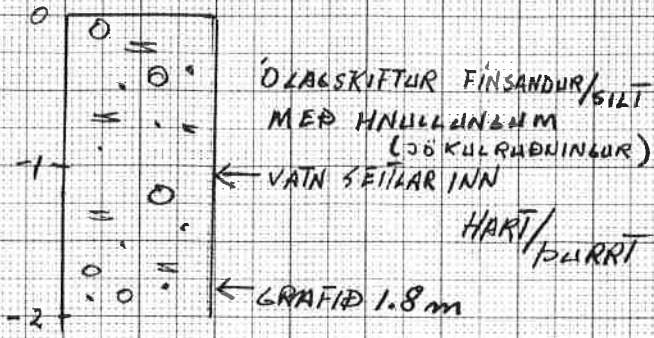 0
ÓLAGSKIFTUR FÍNSANDUR/SILT
MEÐ HNULLUNGUM
(JÖKULRUÐNINGUR)
-1
VATN SEITLAR INN
HART/ÞURRT
GRAFIÐ 1.8 m
-2